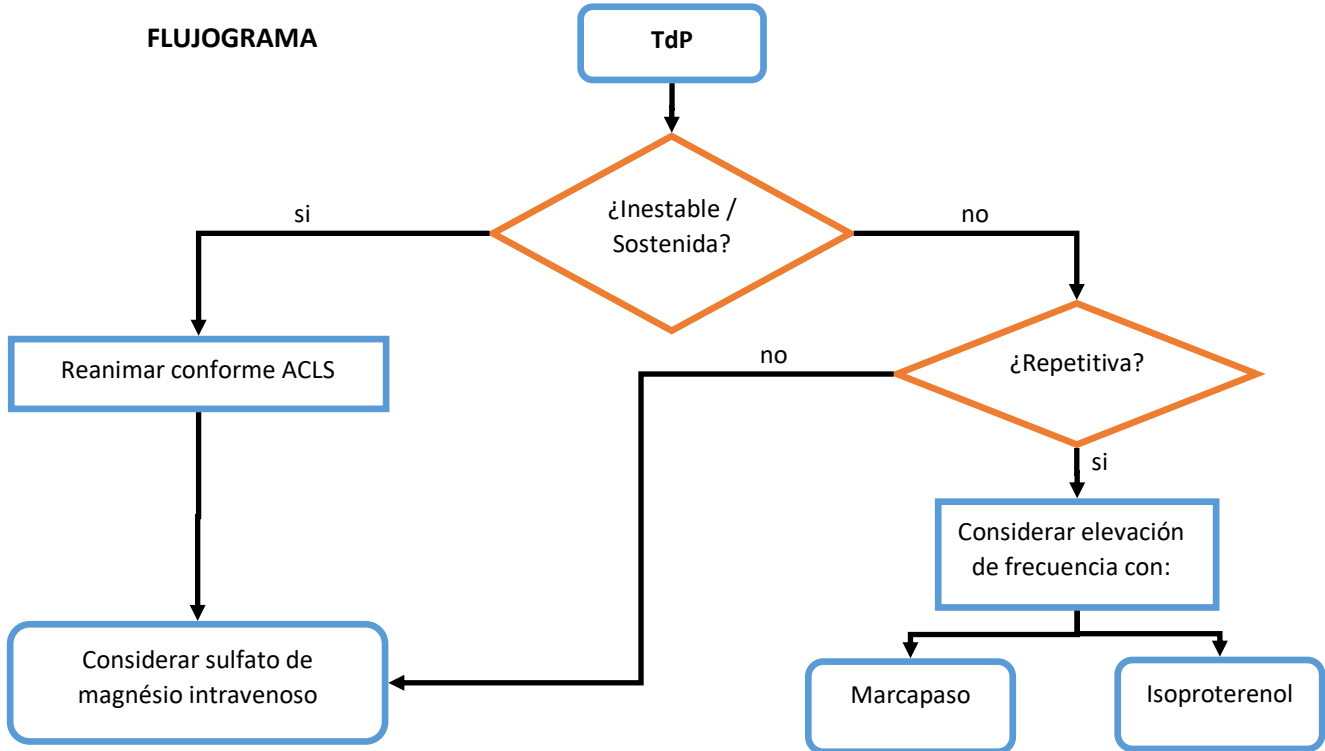 FLUJOGRAMA
TdP
¿Inestable /
Sostenida?
si
no
Reanimar conforme ACLS
no
¿Repetitiva?
si
Considerar elevación
de frecuencia con:
Considerar sulfato de
magnésio intravenoso
Marcapaso
Isoproterenol